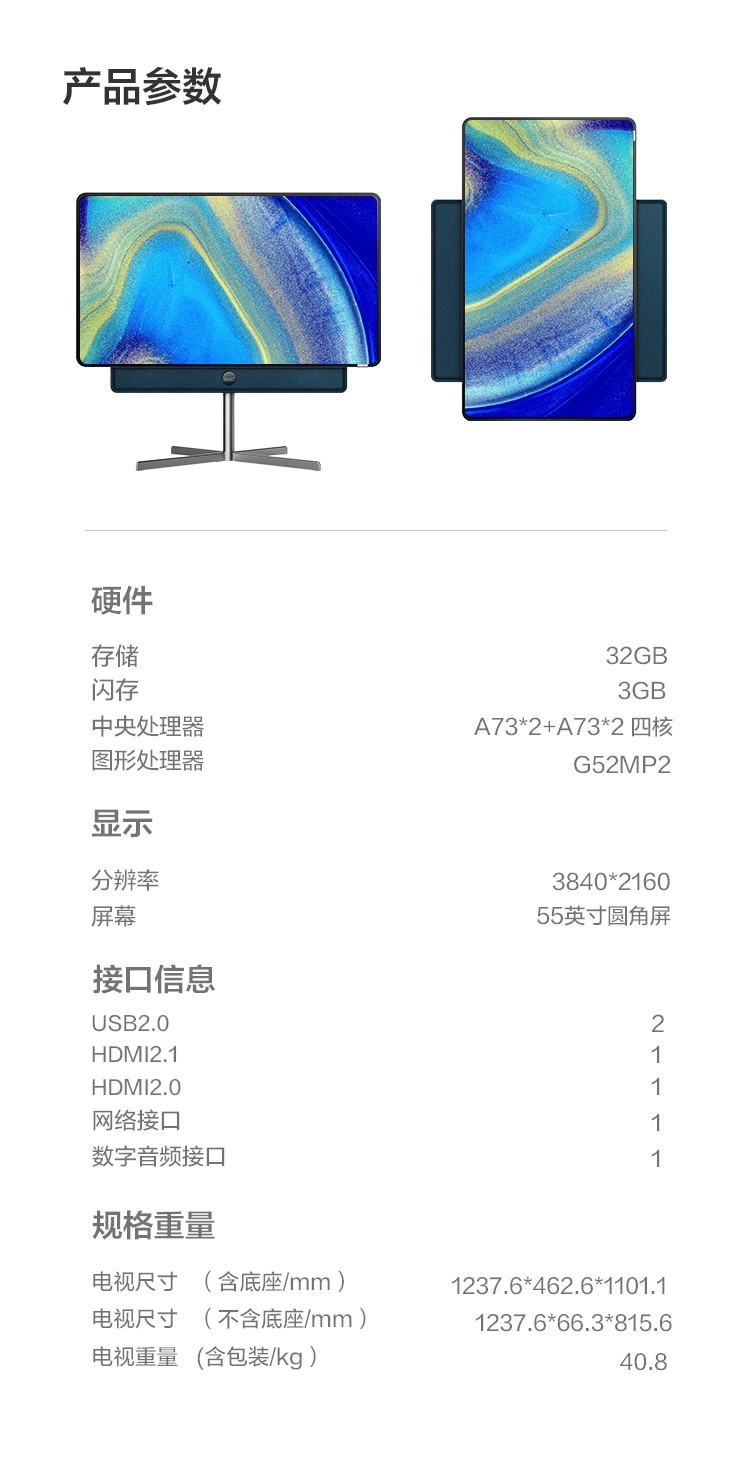 产品参数
硬件
存储 32GB
闪存 3GB
中央处理器 A73*2+A73*2 四核
图形处理器 G52MP2
显示
分辨率 3840*2160
屏幕 55英寸圆角屏
接口信息
USB2.0 2
HDMI2.1 1
HDMI2.0 1
网络接口 1
数字音频接口 1
规格重量
电视尺寸 （ 含底座/mm ） 1237.6*462.6*1101.1
电视尺寸 （ 不含底座/mm ） 1237.6*66.3*815.6
电视重量 (含包装/kg ） 40.8